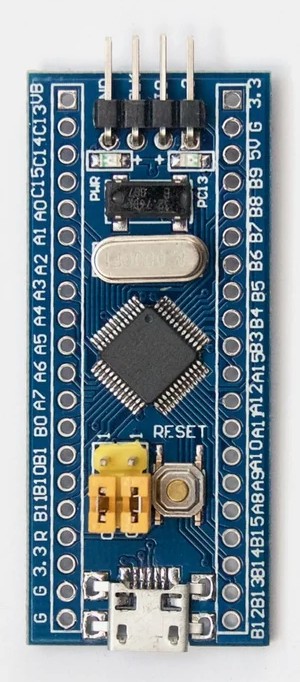 VB
C13
C14
C15
A0
A1
A2
A3
A4
A5
A6
A7
B0
B1
B10
B11
R
3.3
G
G
PWR
PC13
RESET
3.3
G
5V
B9
B8
B7
B6
B5
B4
B3
A15
A12
A11
A10
A9
A8
B15
B14
B13
B12